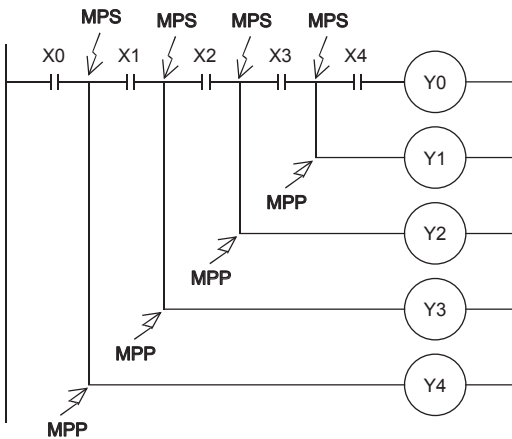 MPS MPS MPS MPS
X0 X1 X2 X3 X4
Y0
Y1
MPP
Y2
MPP
Y3
MPP
Y4
MPP